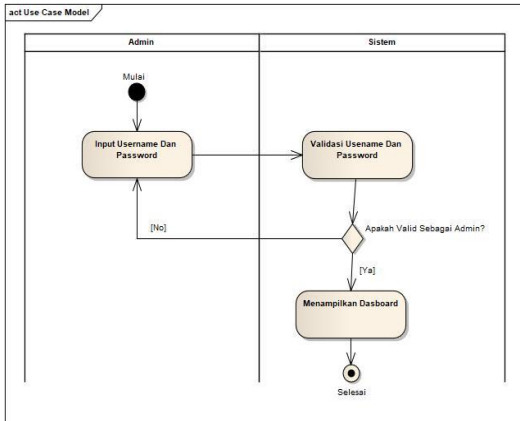 act Use Case Model
Admin
Sistem
Mulai
Input Username Dan
Password
Validasi Usename Dan
Password
[No]
Apakah Valid Sebagai Admin?
[Ya]
Menampilkan Dasboard
Selesai